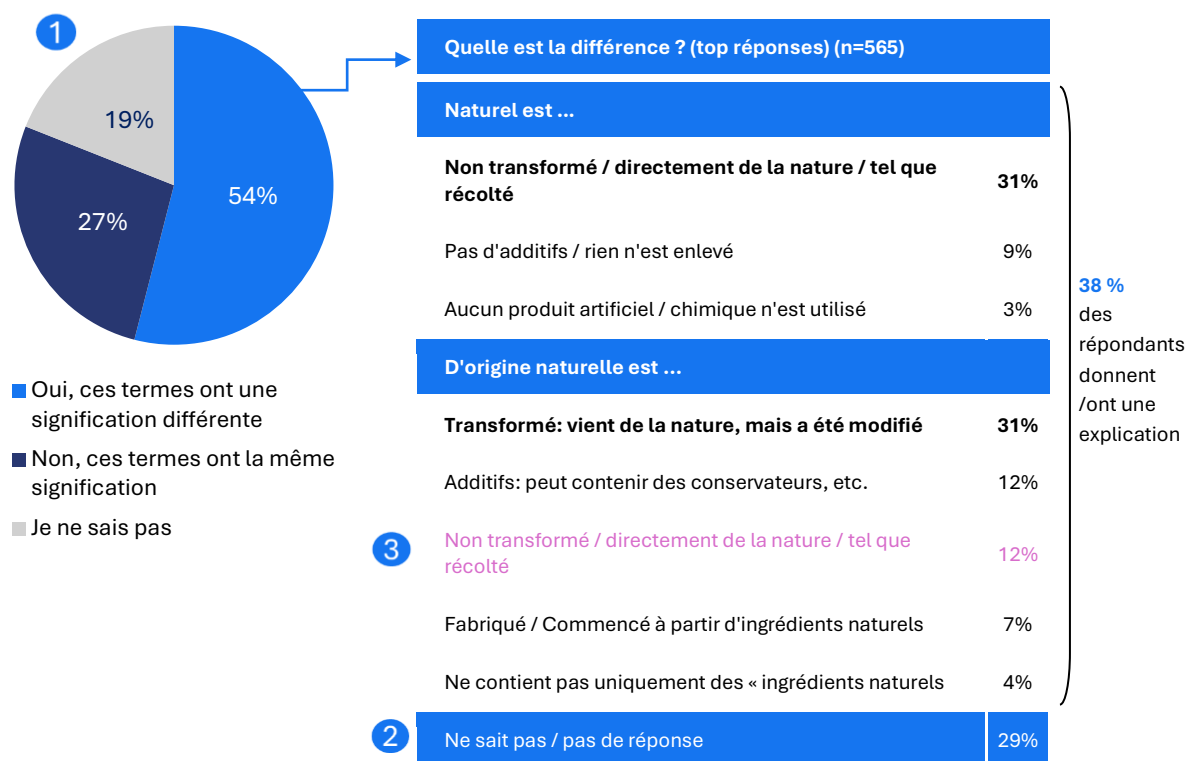 1
19%
54%
27%
Oui, ces termes ont une
signification différente
Non, ces termes ont la même
signification
Je ne sais pas
Quelle est la différence ? (top réponses) (n=565)
Naturel est ...
Non transformé / directement de la nature / tel que
récolté
31%
Pas d'additifs / rien n'est enlevé 9%
Aucun produit artificiel / chimique n'est utilisé 3%
D'origine naturelle est ...
Transformé: vient de la nature, mais a été modifié 31%
Additifs: peut contenir des conservateurs, etc. 12%
3
Non transformé / directement de la nature / tel que
récolté
12%
Fabriqué / Commencé à partir d'ingrédients naturels 7%
Ne contient pas uniquement des « ingrédients naturels 4%
2
Ne sait pas / pas de réponse 29%
38 %
des
répondants
donnent
/ont une
explication